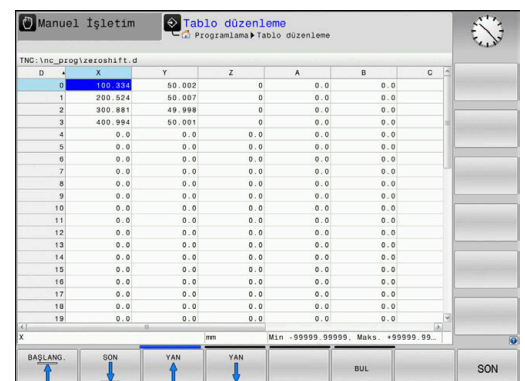 Manuel İşletim
Tablo düzenleme
Programlama▸Tablo düzenleme
TNC:\nc_prog\zeroshift.d
D X Y Z A B C
0 100.334 50.002 0 0.0 0.0
1 200.524 50.007 0 0.0 0.0
2 300.881 49.998 0 0.0 0.0
3 400.994 50.001 0 0.0 0.0
4 0.0 0.0 0.0 0.0 0.0
5 0.0 0.0 0.0 0.0 0.0
6 0.0 0.0 0.0 0.0 0.0
7 0.0 0.0 0.0 0.0 0.0
8 0.0 0.0 0.0 0.0 0.0
9 0.0 0.0 0.0 0.0 0.0
10 0.0 0.0 0.0 0.0 0.0
11 0.0 0.0 0.0 0.0 0.0
12 0.0 0.0 0.0 0.0 0.0
13 0.0 0.0 0.0 0.0 0.0
14 0.0 0.0 0.0 0.0 0.0
15 0.0 0.0 0.0 0.0 0.0
16 0.0 0.0 0.0 0.0 0.0
17 0.0 0.0 0.0 0.0 0.0
18 0.0 0.0 0.0 0.0 0.0
19 0.0 0.0 0.0 0.0 0.0
X mm Min -99999.99999, Maks. +99999.99…
BAŞLANG. SON YAN YAN BUL SON